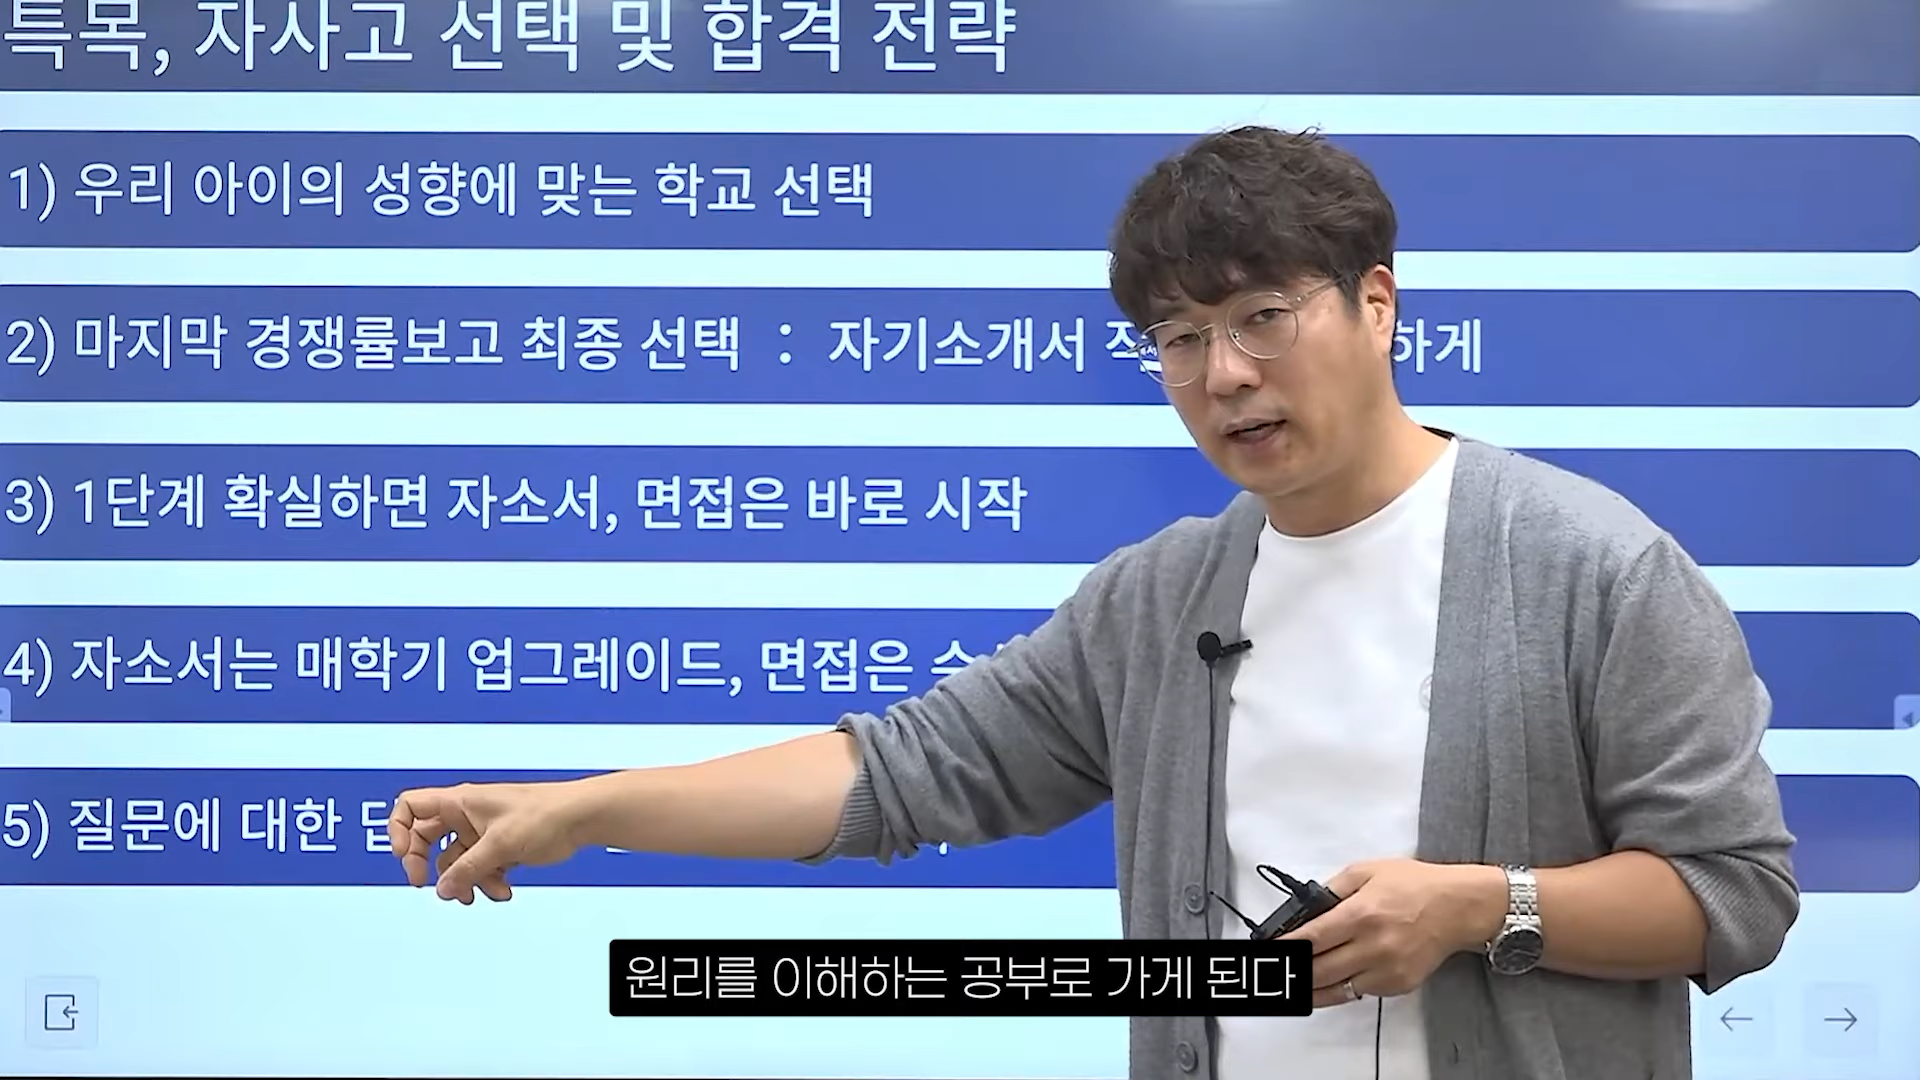 특목, 자사고 선택 및 합격 전략
1) 우리 아이의 성향에 맞는 학교 선택
2) 마지막 경쟁률보고 최종 선택 : 자기소개서 하게
3) 1단계 확실하면 자소서, 면접은 바로 시작
4) 자소서는 매학기 업그레이드, 면접은
5) 질문에 대한
원리를 이해하는 공부로 가게 된다